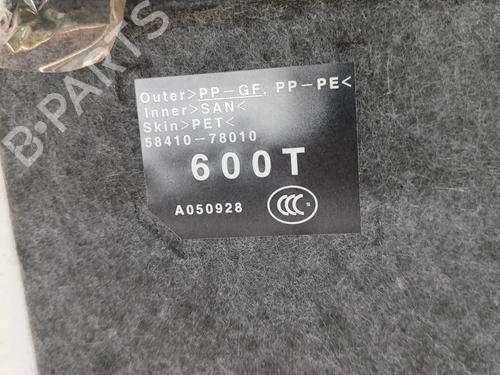 Outer>PP-GF, PP-PE<
Inner>SAN<
Skin>PET<
58410-78010
600T
A050928
CCC
B-PARTS